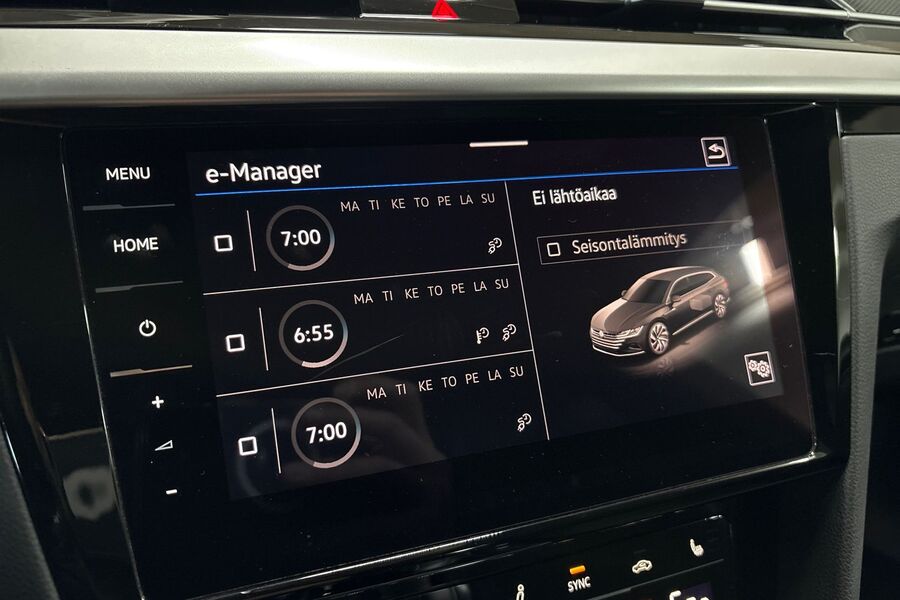 MENU
HOME
+
-
e-Manager
7:00
MA TI KE TO PE LA SU
6:55
MA TI KE TO PE LA SU
7:00
MA TI KE TO PE LA SU
Ei lähtöaikaa
Seisontalämmitys
SYNC